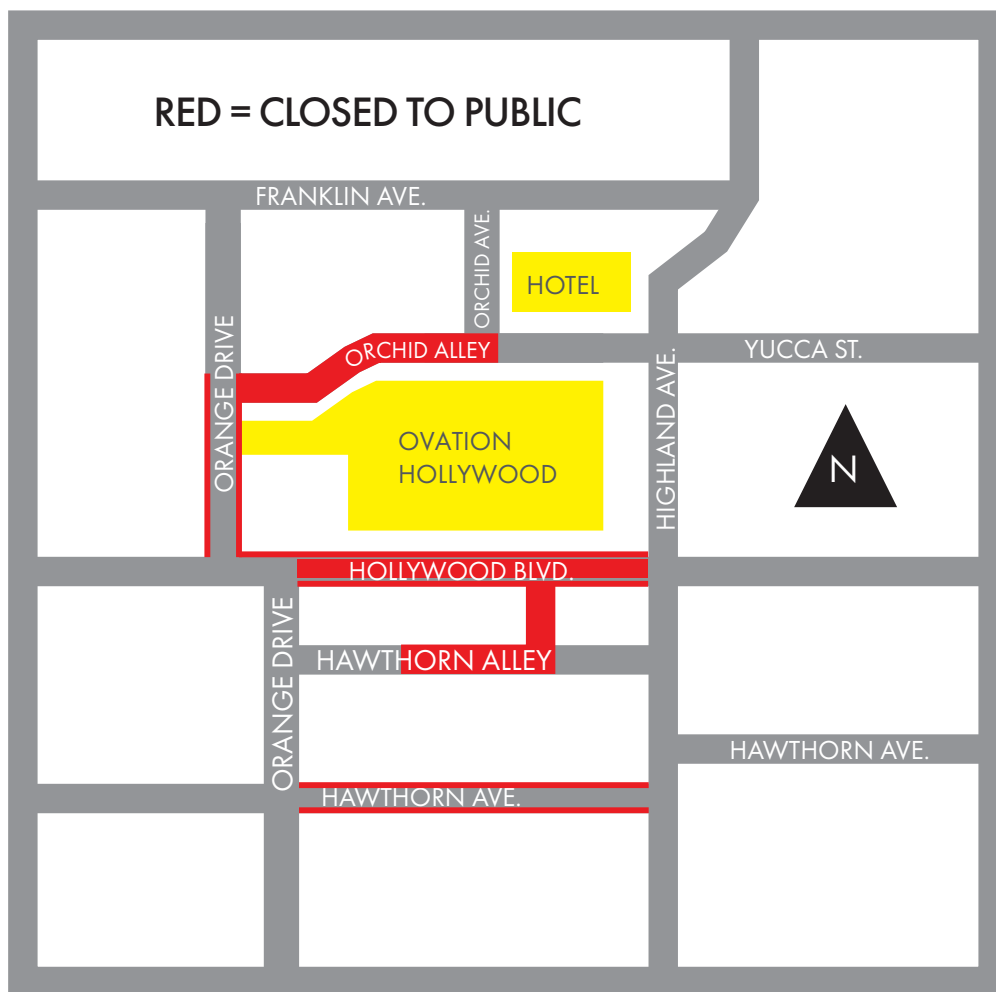 RED = CLOSED TO PUBLIC
FRANKLIN AVE.
ORCHID AVE.
HOTEL
ORCHID ALLEY
YUCCA ST.
ORANGE DRIVE
OVATION
HOLLYWOOD
HIGHLAND AVE.
N
HOLLYWOOD BLVD.
ORANGE DRIVE
HAWTHORN ALLEY
HAWTHORN AVE.
HAWTHORN AVE.